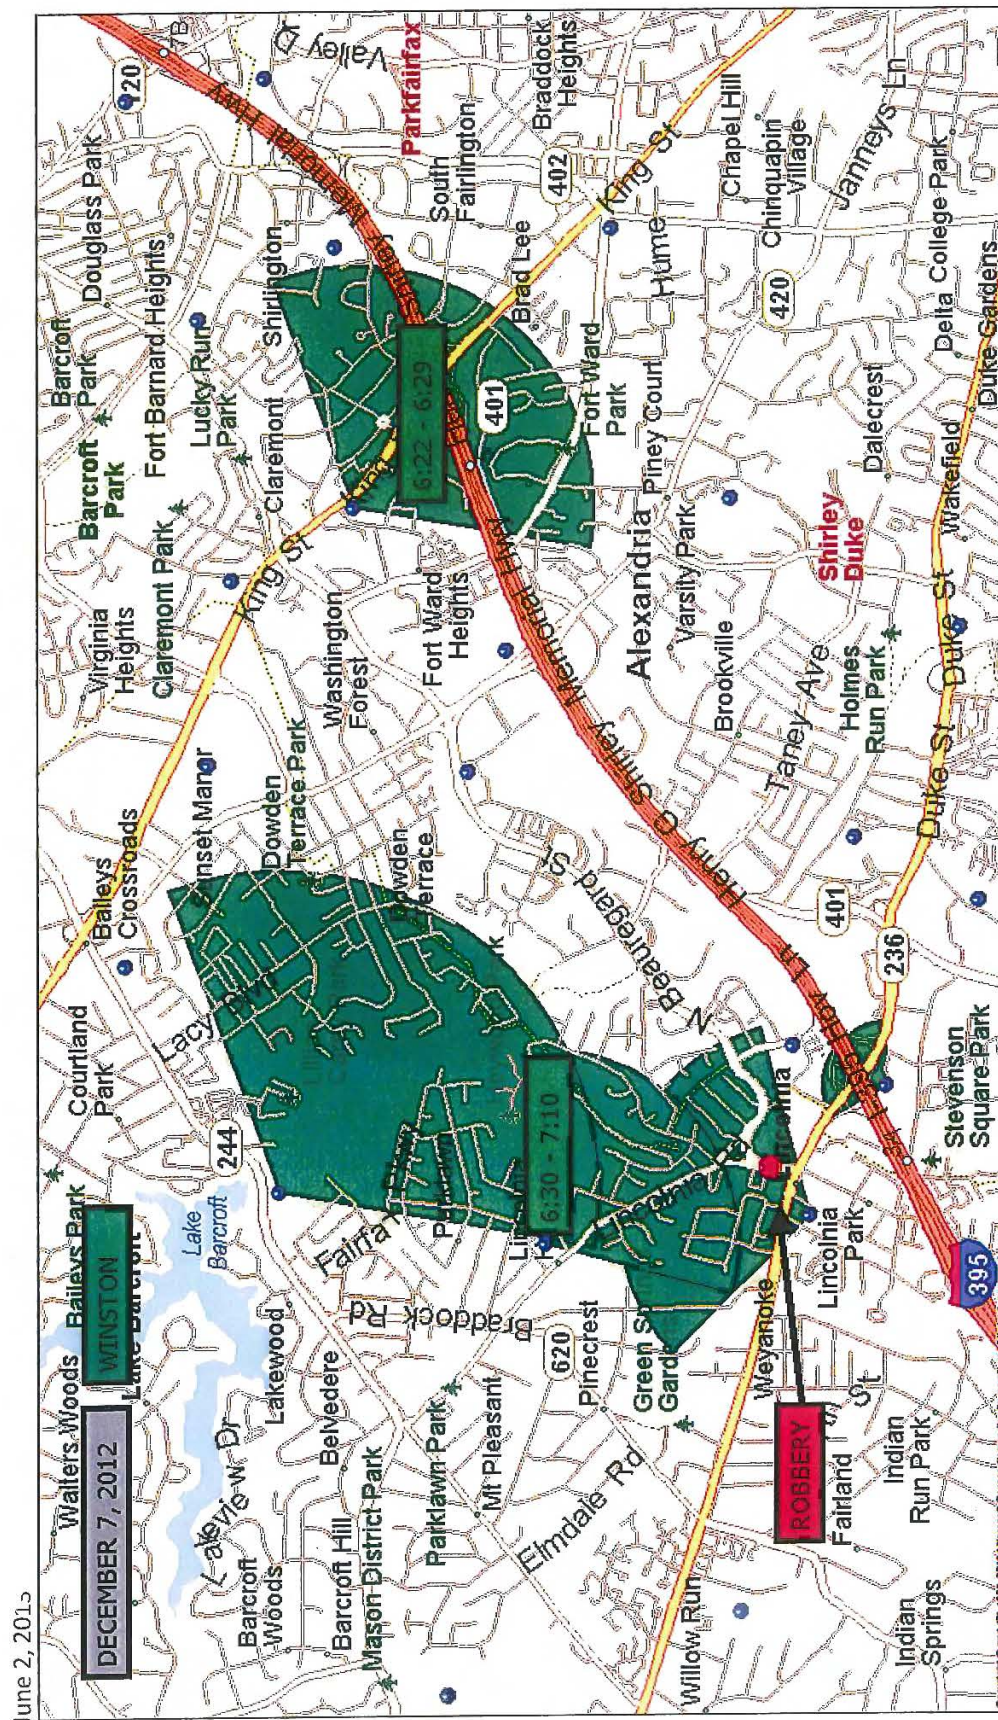 June 2, 2013
DECEMBER 7, 2012
WINSTON
6:22 - 6:29
6:30 - 7:10
ROBBERY
Walters Woods
Baileys Park
Courtland
Park
Baileys
Crossroads
Virginia
Heights
Barcroft
Park
Barcroft
Park
Douglass Park
120
Lake Barcroft
Lake
Barcroft
244
Lacy Blvd
Sunset Manor
Claremont Park
Fort Barnard Heights
Lucky Run
Park
Claremont
Shirlington
Valley Dr
Lakeview Dr
Lakewood
Barcroft
Woods
Belvedere
Barcroft Hill
Mason District Park
Fairfax
Braddock
Rd
Dowden
Terrace Park
Dowden
Terrace
Washington
Forest
King St
Fort Ward
Heights
Parkfairfax
South
Fairlington
Braddock
Heights
402
401
Brad Lee
King St
Parklawn Park
Mt Pleasant
Elmdale Rd
620
Pinecrest
N Beauregard St
Henry G Shirley Memorial Hwy
Alexandria
Fort Ward
Park
Piney Court
Varsity Park
Hume
Chapel Hill
Chinquapin
Village
420
Janneys Ln
Brookville
Taney Ave
Shirley
Duke
Dalecrest
Holmes
Run Park
Delta
College Park
Willow Run
Weyanoke
Lincolnia
Lincolnia
Park
401
236
Duke St
Duke St
Wakefield
Duke Gardens
Fairland
Indian
Run Park
Indian
Springs
395
Stevenson
Square Park